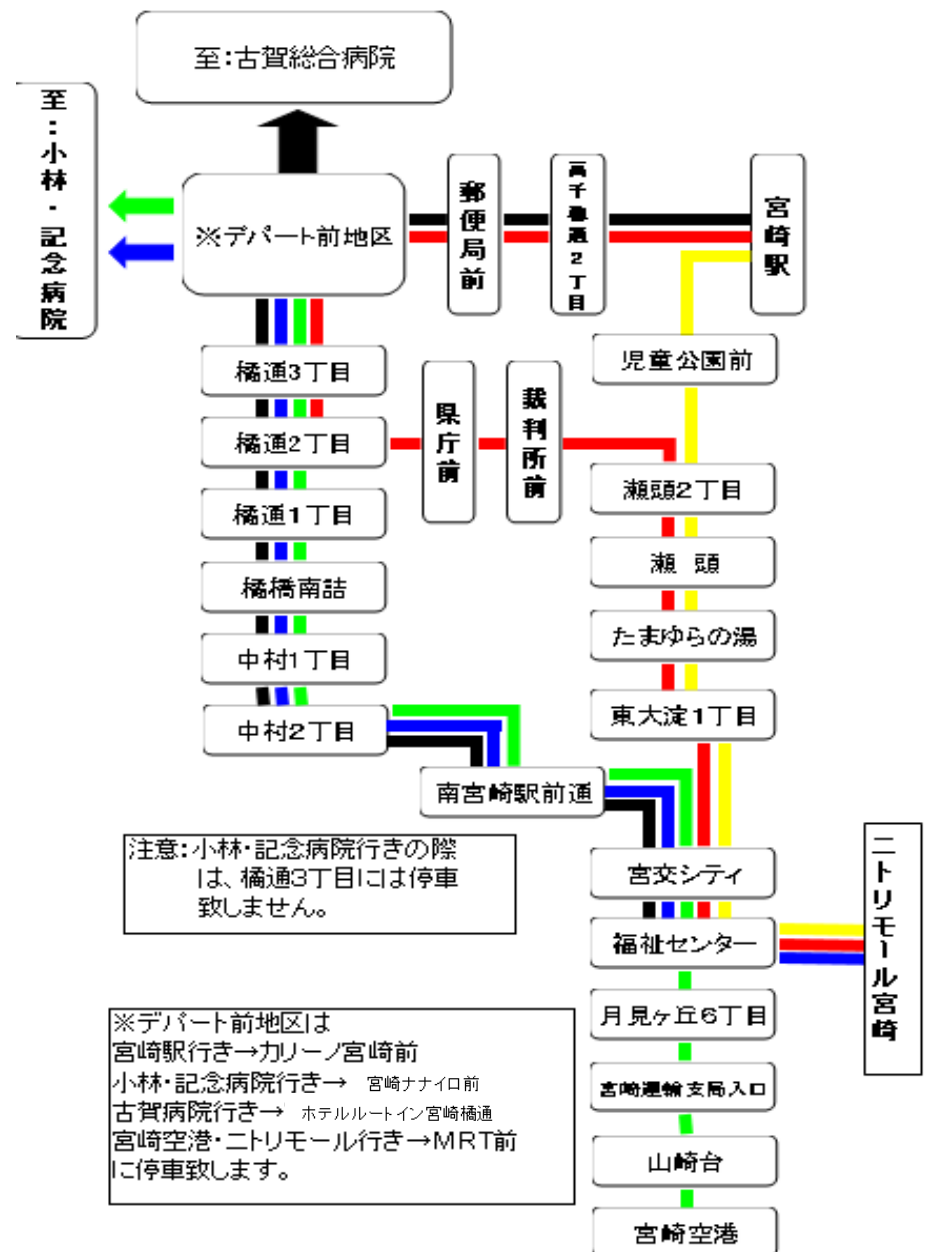 至:古賀総合病院
至:小林・記念病院
※デパート前地区
郵便局前
高千穂通2丁目
宮崎駅
児童公園前
橘通3丁目
県庁前
裁判所前
橘通2丁目
瀬頭2丁目
橘通1丁目
瀬 頭
橘橋南詰
たまゆらの湯
中村1丁目
東大淀1丁目
中村2丁目
南宮崎駅前通
注意:小林・記念病院行きの際
は、橘通3丁目には停車
致しません。
宮交シティ
福祉センター
ニトリモール宮崎
月見ヶ丘6丁目
宮崎運輸支局入口
山崎台
宮崎空港
※デパート前地区は
宮崎駅行き→カリーノ宮崎前
小林・記念病院行き→ 宮崎ナナイロ前
古賀病院行き→ ホテルルートイン宮崎橘通
宮崎空港・ニトリモール行き→MRT前
に停車致します。